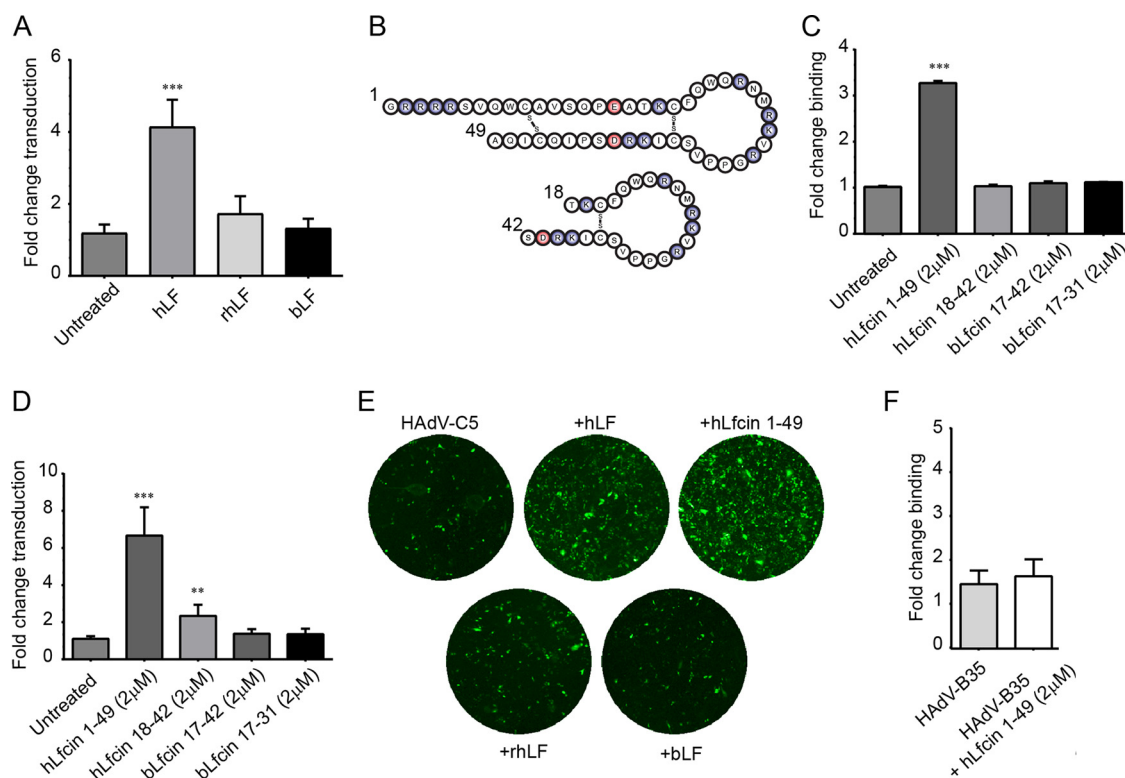 A
Fold change transduction
6
4
2
0
***
Untreated
hLF
rhLF
bLF
B
1
GRRRRSVQWCAVSQPEATKCFQWQRNMRKVR
S
S
S
S
49
AQICQIPSDRKICSVPPG
18
TKCFQWQRNMRKVR
S
S
42
SDRKICSVPPG
C
Fold change binding
4
3
2
1
0
***
Untreated
hLfcin 1-49 (2μM)
hLfcin 18-42 (2μM)
bLfcin 17-42 (2μM)
bLfcin 17-31 (2μM)
D
Fold change transduction
10
8
6
4
2
0
***
**
Untreated
hLfcin 1-49 (2μM)
hLfcin 18-42 (2μM)
bLfcin 17-42 (2μM)
bLfcin 17-31 (2μM)
E
HAdV-C5
+hLF
+hLfcin 1-49
+rhLF
+bLF
F
Fold change binding
5
4
3
2
1
0
HAdV-B35
HAdV-B35
+ hLfcin 1-49 (2μM)